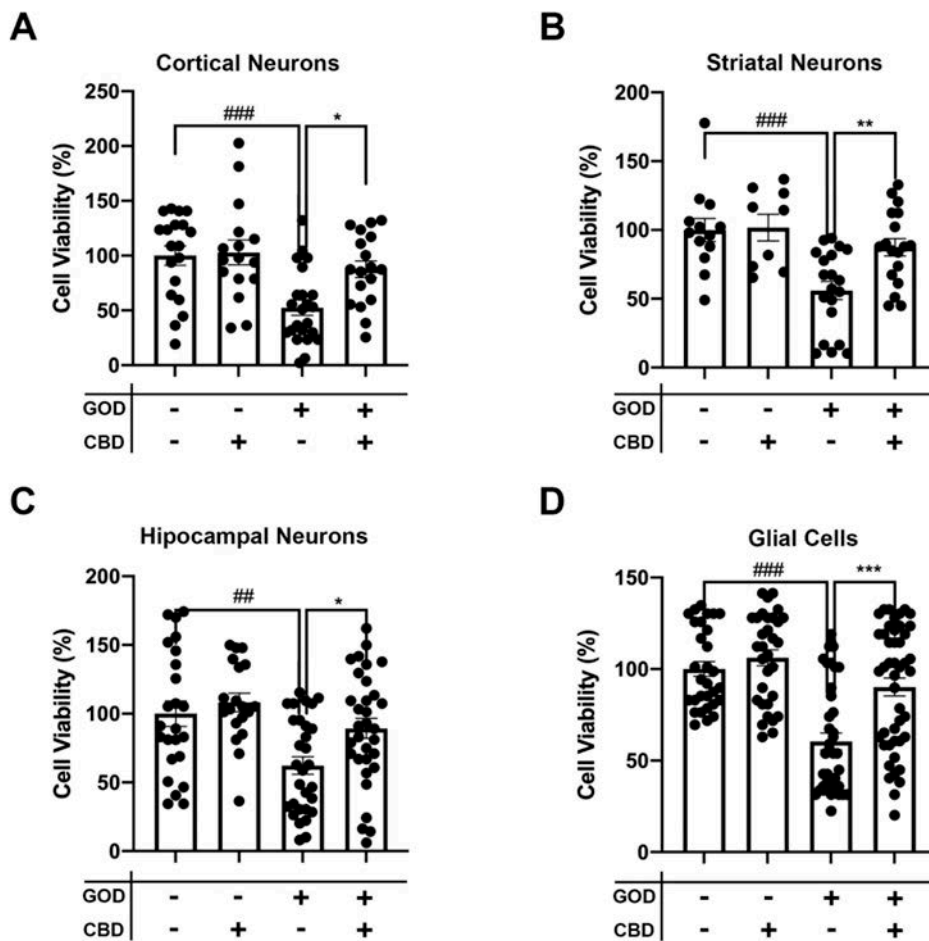 A
Cortical Neurons
Cell Viability (%)
250
200
150
100
50
0
###
*
GOD - - + +
CBD - + - +
B
Striatal Neurons
Cell Viability (%)
200
150
100
50
0
###
**
GOD - - + +
CBD - + - +
C
Hipocampal Neurons
Cell Viability (%)
200
150
100
50
0
##
*
GOD - - + +
CBD - + - +
D
Glial Cells
Cell Viability (%)
150
100
50
0
###
***
GOD - - + +
CBD - + - +